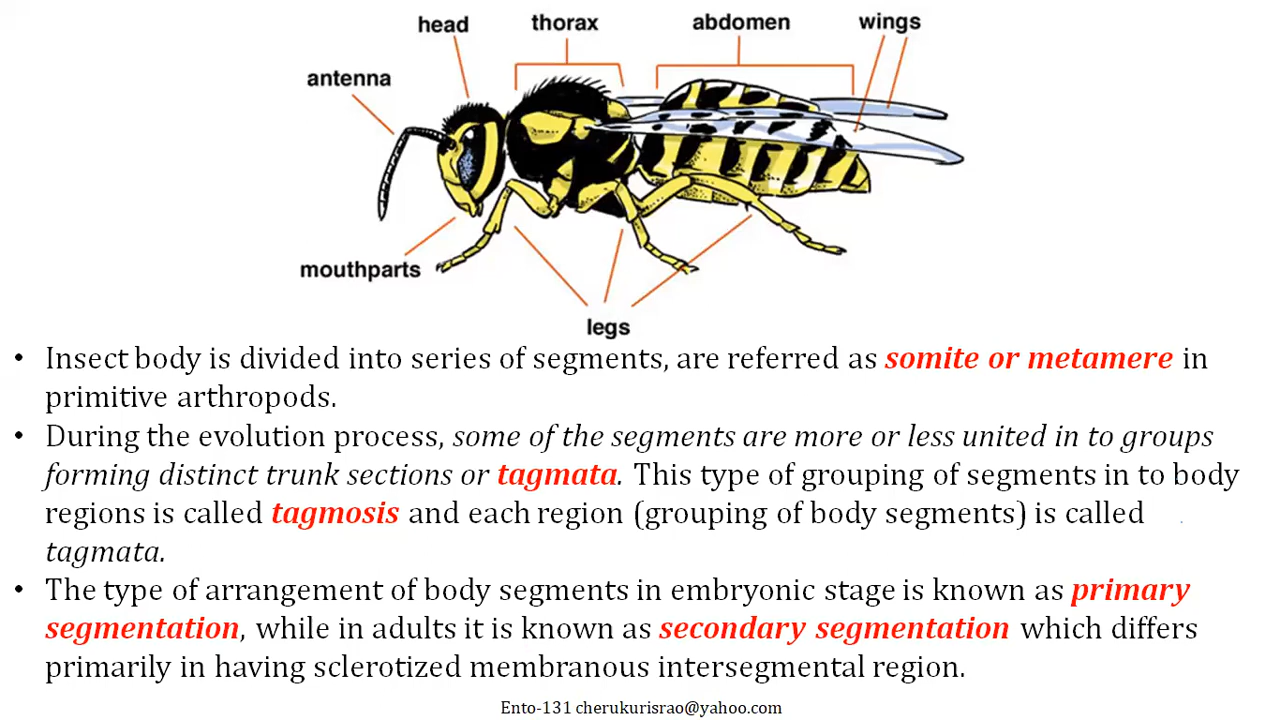 head
thorax
abdomen
wings
antenna
mouthparts
legs
• Insect body is divided into series of segments, are referred as somite or metamere in
primitive arthropods.
• During the evolution process, some of the segments are more or less united in to groups
forming distinct trunk sections or tagmata. This type of grouping of segments in to body
regions is called tagmosis and each region (grouping of body segments) is called
tagmata.
• The type of arrangement of body segments in embryonic stage is known as primary
segmentation, while in adults it is known as secondary segmentation which differs
primarily in having sclerotized membranous intersegmental region.
Ento-131 cherukurisrao@yahoo.com